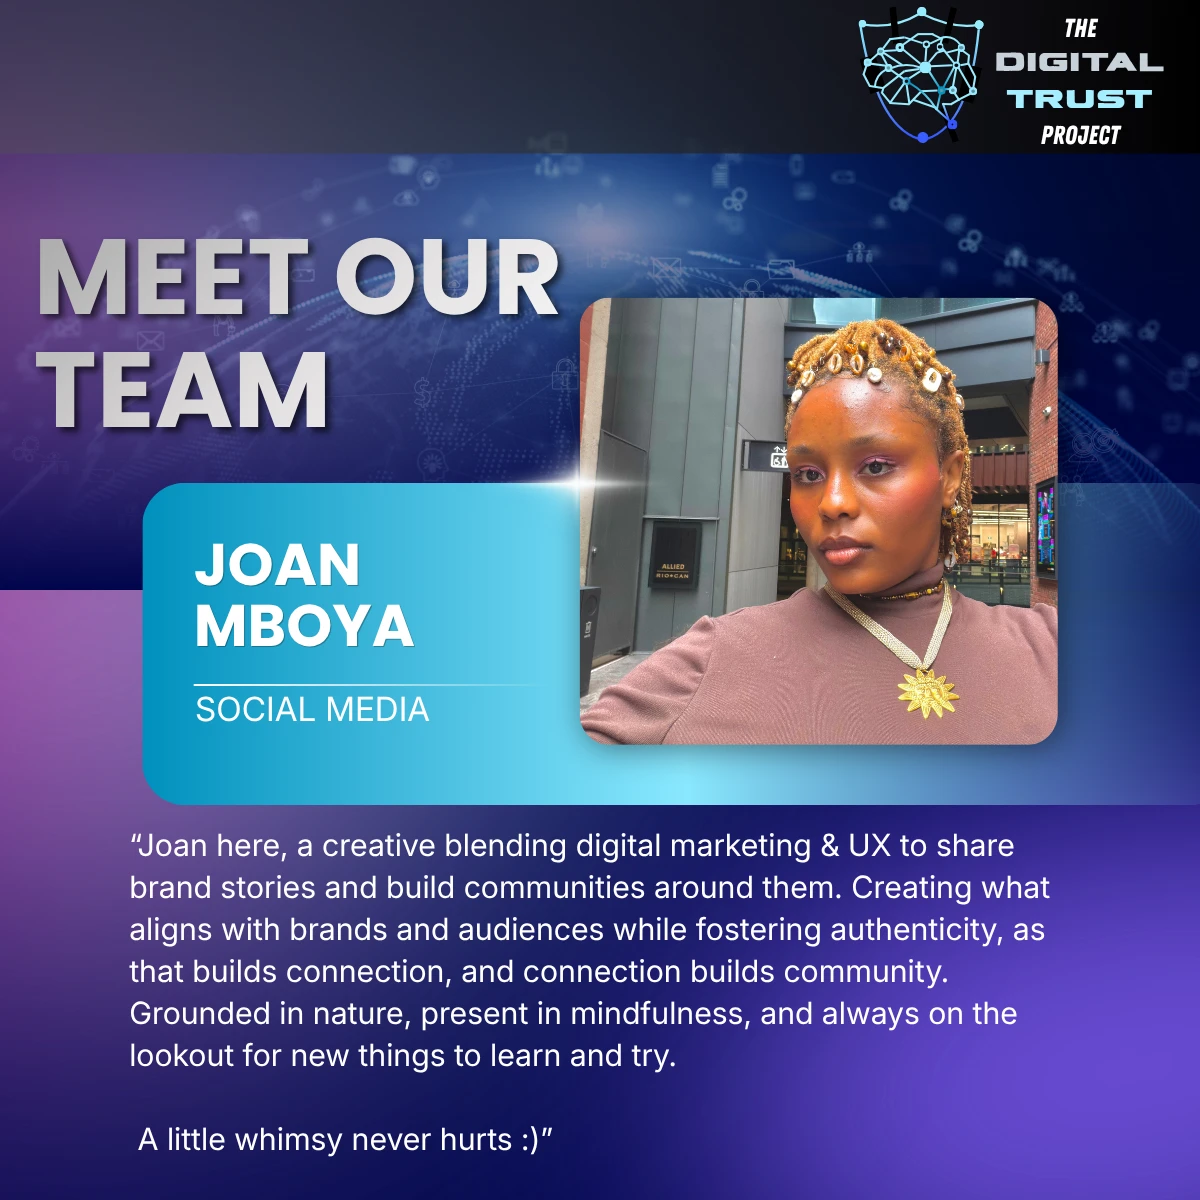 THE
DIGITAL
TRUST
PROJECT
MEET OUR
TEAM
ALLIED
JOAN
MBOYA
SOCIAL MEDIA
“Joan here, a creative blending digital marketing & UX to share
brand stories and build communities around them. Creating what
aligns with brands and audiences while fostering authenticity, as
that builds connection, and connection builds community.
Grounded in nature, present in mindfulness, and always on the
lookout for new things to learn and try.
A little whimsy never hurts :)”